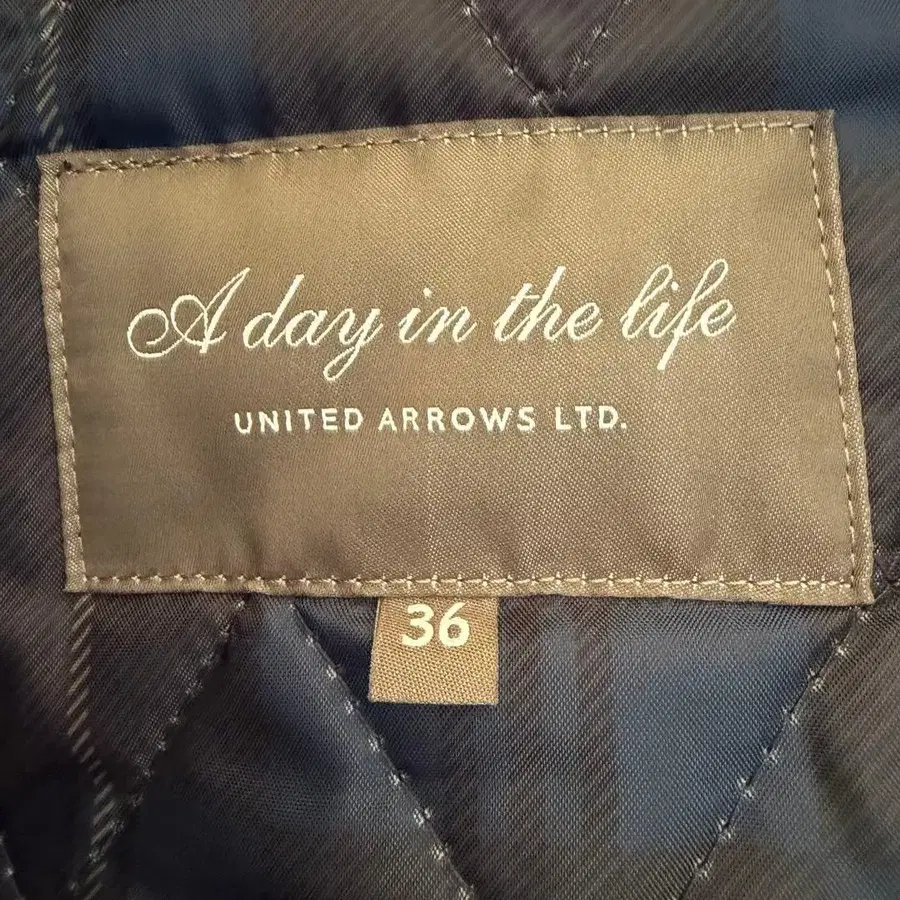 A day in the life
UNITED ARROWS LTD.
36